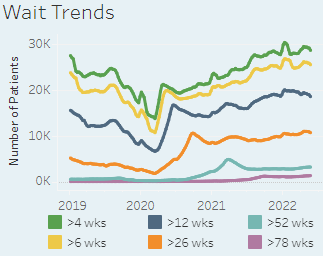 Wait Trends
Number of Patients
30K
20K
10K
0K
2019 2020 2021 2022
>4 wks >12 wks >52 wks
>6 wks >26 wks >78 wks